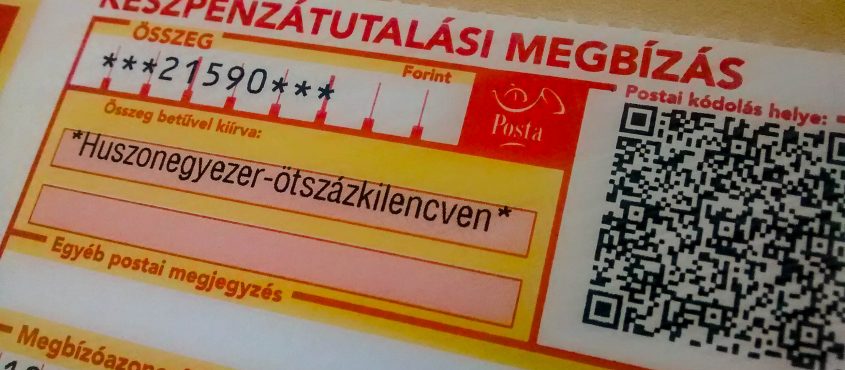 KÉSZPÉNZÁTUTALÁSI MEGBÍZÁS
ÖSSZEG
Forint
***21590***
Posta
Postai kódolás helye:
Összeg betűvel kiírva:
*Huszonegyezer-ötszázkilencven*
Egyéb postai megjegyzés